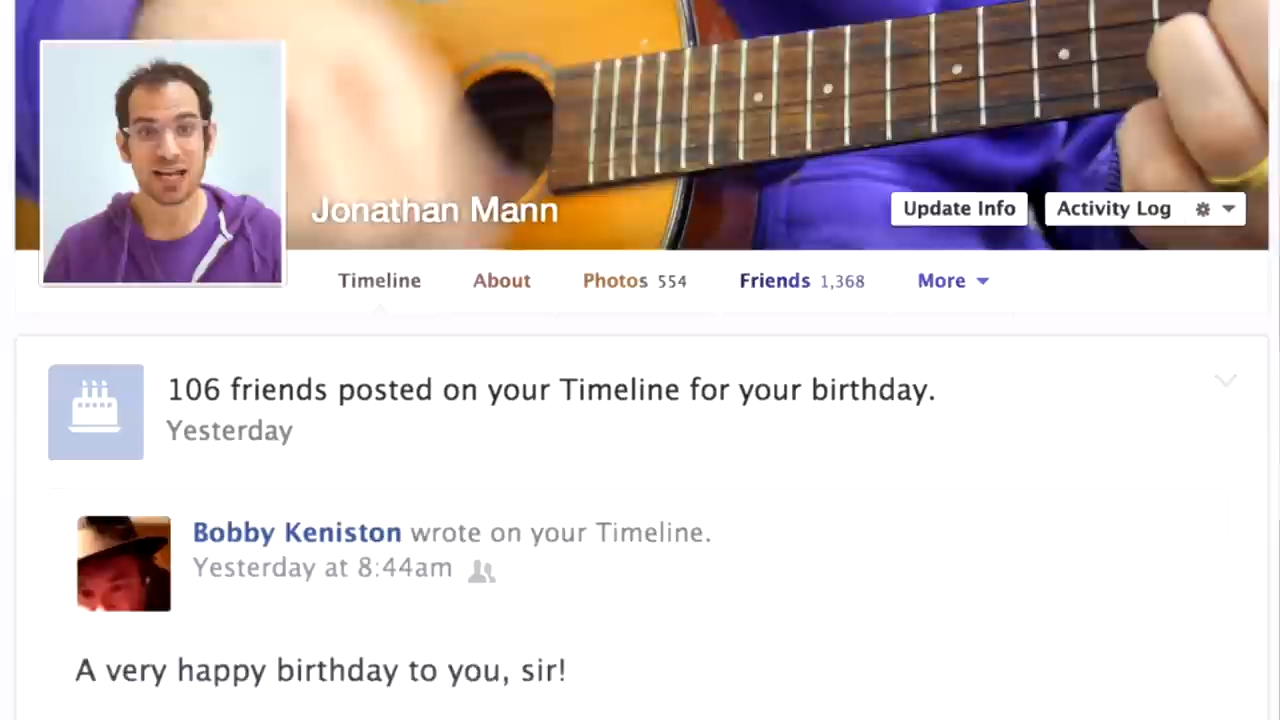 Jonathan Mann
Update Info
Activity Log
Timeline About Photos 554 Friends 1,368 More
106 friends posted on your Timeline for your birthday.
Yesterday
Bobby Keniston wrote on your Timeline.
Yesterday at 8:44am
A very happy birthday to you, sir!